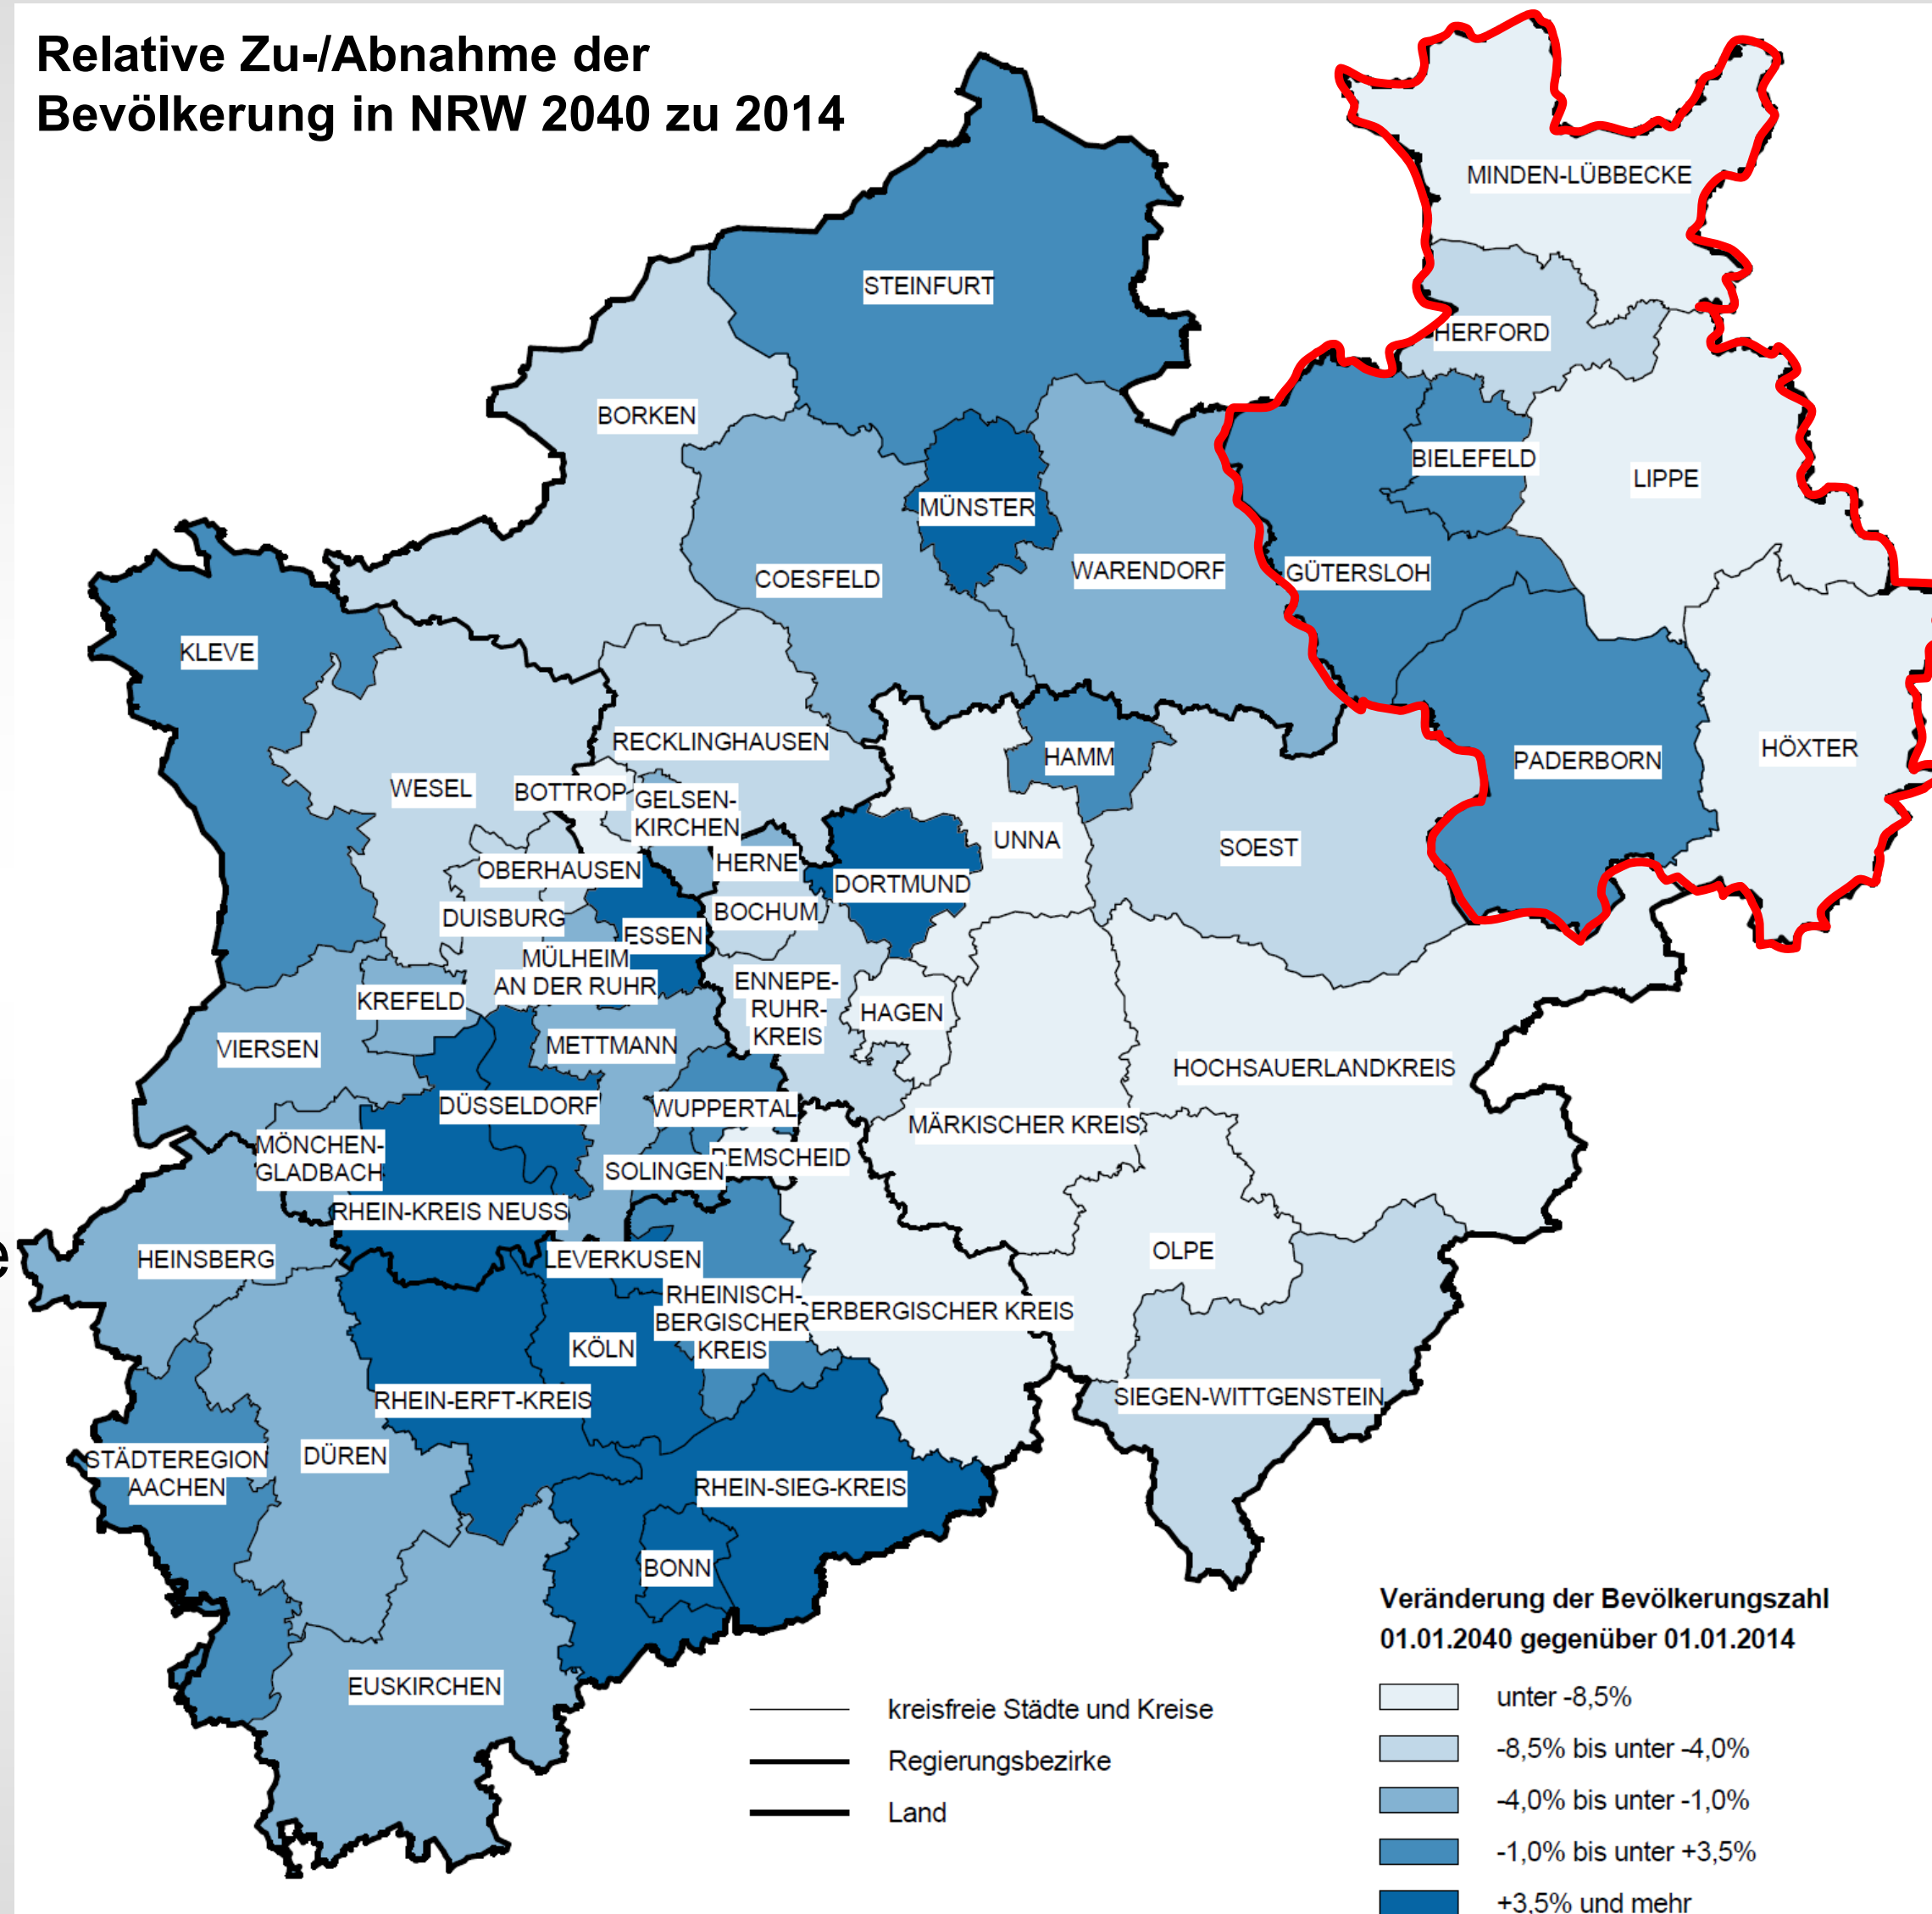 Relative Zu-/Abnahme der
Bevölkerung in NRW 2040 zu 2014
MINDEN-LÜBBECKE
STEINFURT
HERFORD
BORKEN
BIELEFELD
LIPPE
MÜNSTER
COESFELD
WARENDORF
GÜTERSLOH
KLEVE
RECKLINGHAUSEN
HAMM
HÖXTER
PADERBORN
WESEL
BOTTROP
GELSEN-
KIRCHEN
UNNA
SOEST
HERNE
OBERHAUSEN
DORTMUND
BOCHUM
DUISBURG
ESSEN
MÜLHEIM
AN DER RUHR
ENNEPE-
RUHR-
KREIS
KREFELD
HAGEN
VIERSEN
METTMANN
HOCHSAUERLANDKREIS
DÜSSELDORF
WUPPERTAL
MÄRKISCHER KREIS
MÖNCHEN-
GLADBACH
REMSCHEID
SOLINGEN
RHEIN-KREIS NEUSS
e
HEINSBERG
LEVERKUSEN
OLPE
RHEINISCH-
BERGISCHER
KREIS
ERBERGISCHER KREIS
KÖLN
RHEIN-ERFT-KREIS
SIEGEN-WITTGENSTEIN
STÄDTEREGION
AACHEN
DÜREN
RHEIN-SIEG-KREIS
BONN
EUSKIRCHEN
kreisfreie Städte und Kreise
Regierungsbezirke
Land
Veränderung der Bevölkerungszahl
01.01.2040 gegenüber 01.01.2014
unter -8,5%
-8,5% bis unter -4,0%
-4,0% bis unter -1,0%
-1,0% bis unter +3,5%
+3,5% und mehr